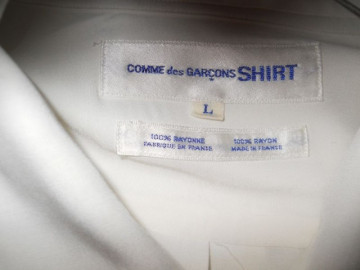 COMME des GARÇONS SHIRT
L
100% RAYONNE 100% RAYON
FABRIQUE EN FRANCE MADE IN FRANCE